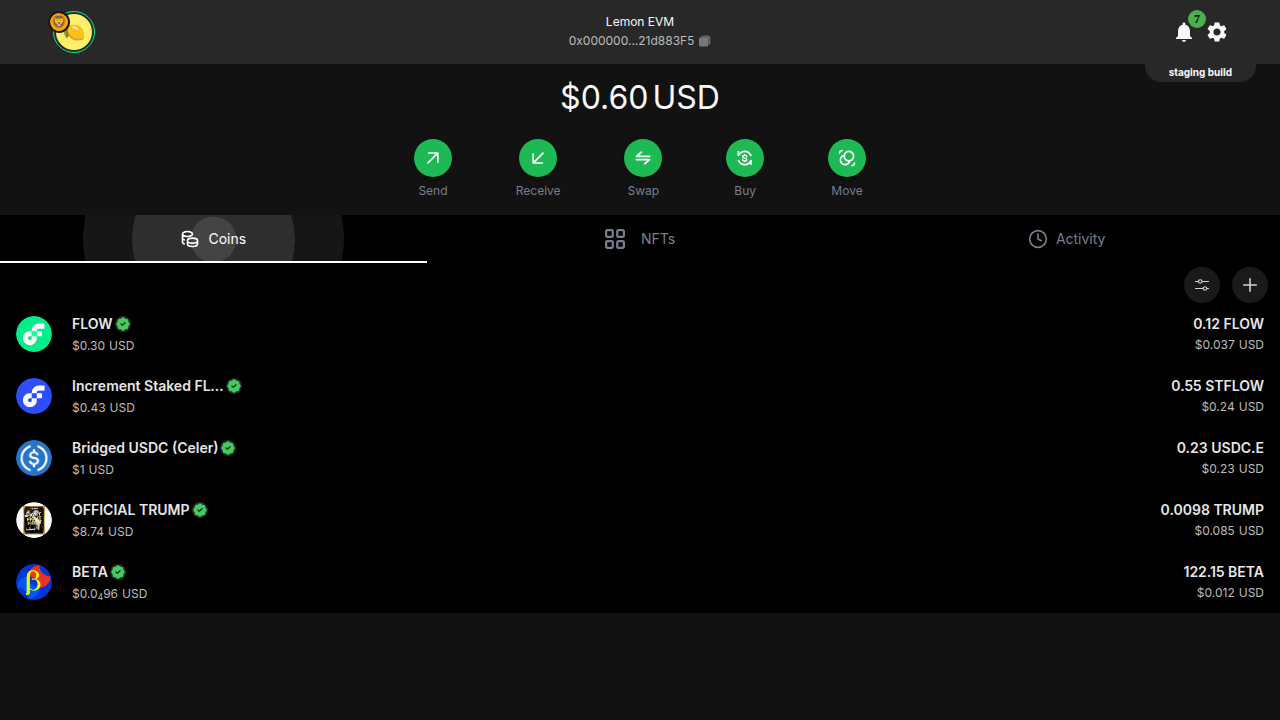 Lemon EVM
0x000000...21d883F5
7
staging build
$0.60 USD
Send
Receive
Swap
Buy
Move
Coins
NFTs
Activity
FLOW
0.12 FLOW
$0.30 USD
$0.037 USD
Increment Staked FL...
0.55 STFLOW
$0.43 USD
$0.24 USD
Bridged USDC (Celer)
0.23 USDC.E
$1 USD
$0.23 USD
OFFICIAL TRUMP
0.0098 TRUMP
$8.74 USD
$0.085 USD
BETA
122.15 BETA
$0.0₄96 USD
$0.012 USD